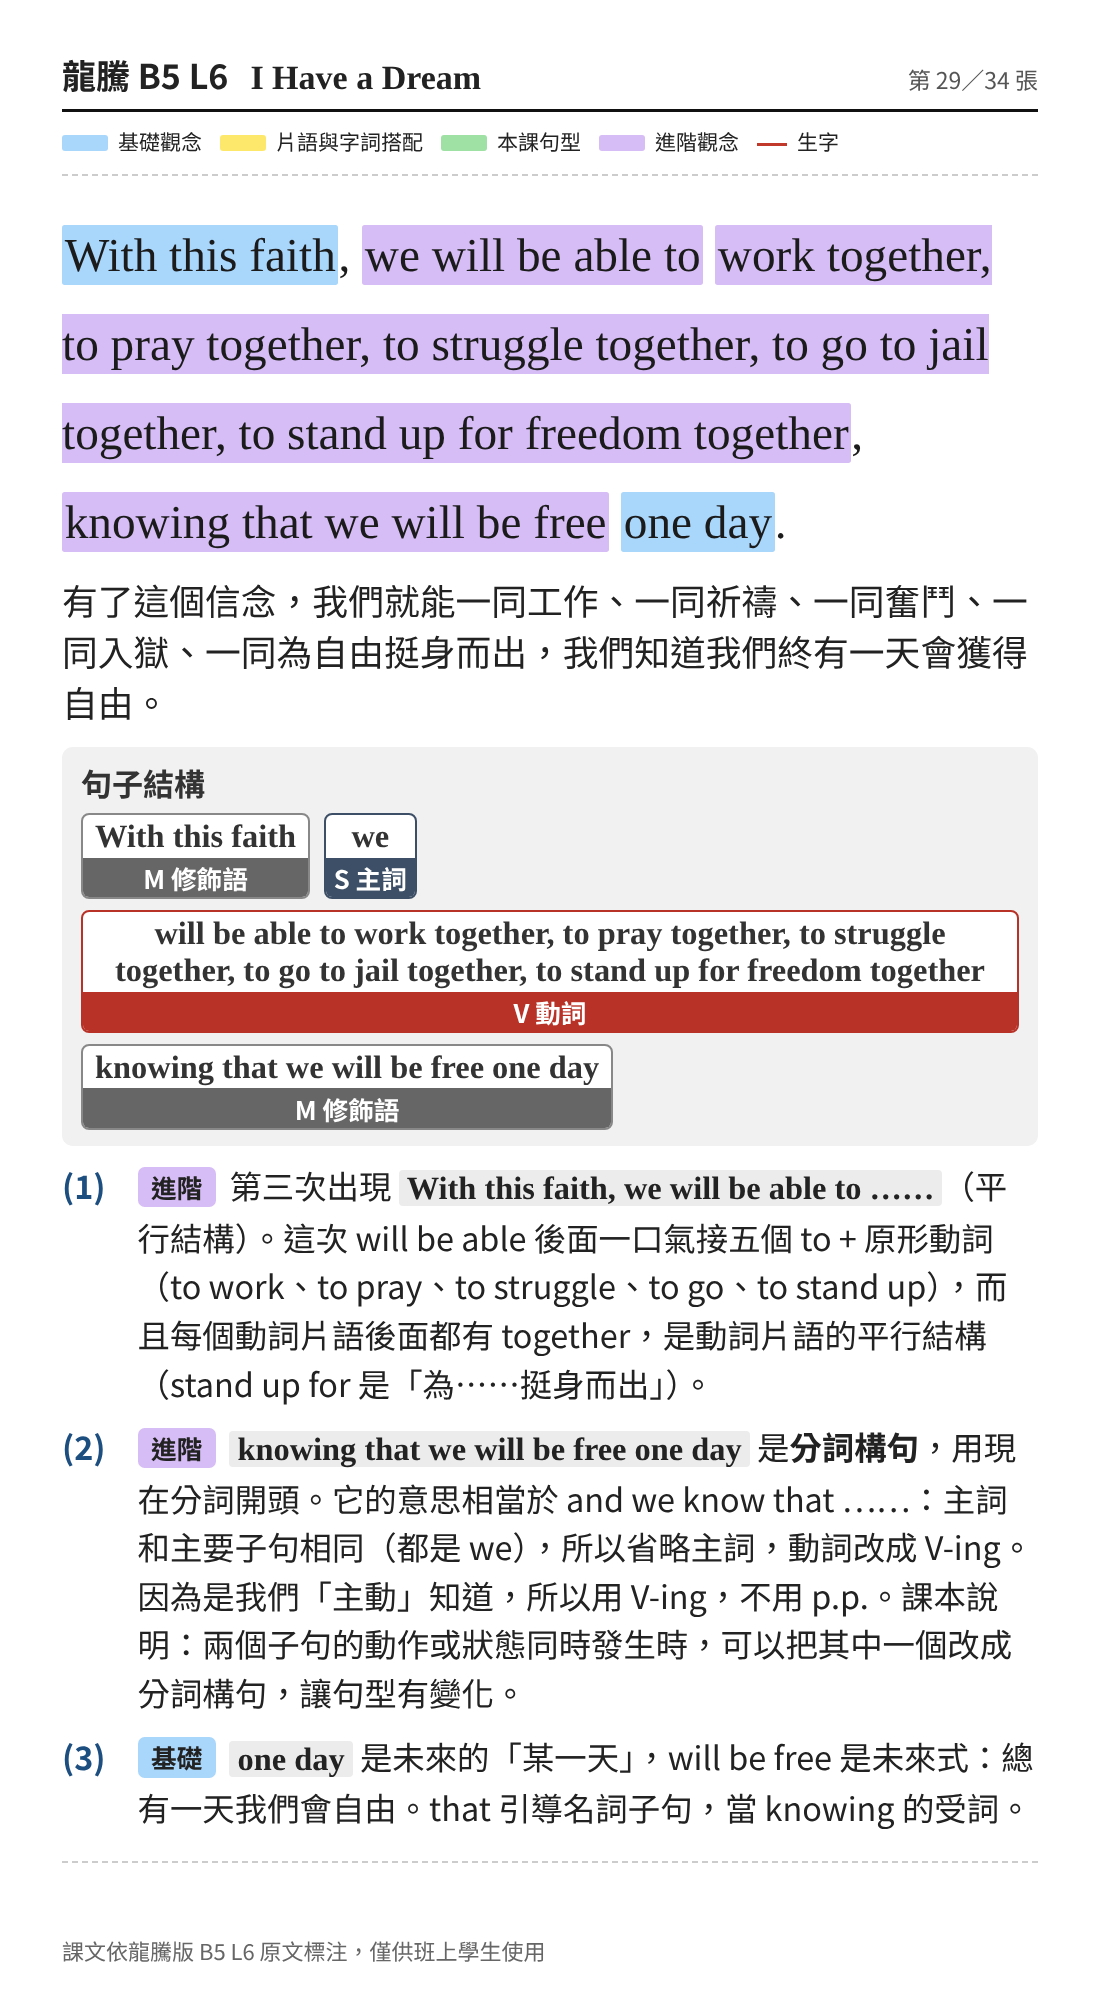 龍騰 B5 L6 I Have a Dream
第 29／34 張
基礎觀念 片語與字詞搭配 本課句型 進階觀念 生字
With this faith, we will be able to work together,
to pray together, to struggle together, to go to jail
together, to stand up for freedom together,
knowing that we will be free one day.
有了這個信念，我們就能一同工作、一同祈禱、一同奮鬥、一
同入獄、一同為自由挺身而出，我們知道我們終有一天會獲得
自由。
句子結構
With this faith we
M 修飾語 S 主詞
will be able to work together, to pray together, to struggle
together, to go to jail together, to stand up for freedom together
V 動詞
knowing that we will be free one day
M 修飾語
(1) 進階 第三次出現 With this faith, we will be able to …… （平
行結構）。這次 will be able 後面一口氣接五個 to + 原形動詞
（to work、to pray、to struggle、to go、to stand up），而
且每個動詞片語後面都有 together，是動詞片語的平行結構
（stand up for 是「為……挺身而出」）。
(2) 進階 knowing that we will be free one day 是分詞構句，用現
在分詞開頭。它的意思相當於 and we know that ……：主詞
和主要子句相同（都是 we），所以省略主詞，動詞改成 V-ing。
因為是我們「主動」知道，所以用 V-ing，不用 p.p.。課本說
明：兩個子句的動作或狀態同時發生時，可以把其中一個改成
分詞構句，讓句型有變化。
(3) 基礎 one day 是未來的「某一天」，will be free 是未來式：總
有一天我們會自由。that 引導名詞子句，當 knowing 的受詞。
課文依龍騰版 B5 L6 原文標注，僅供班上學生使用